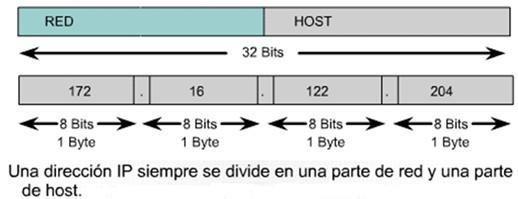 RED HOST
32 Bits
172 . 16 . 122 . 204
8 Bits 8 Bits 8 Bits 8 Bits
1 Byte 1 Byte 1 Byte 1 Byte
Una dirección IP siempre se divide en una parte de red y una parte
de host.